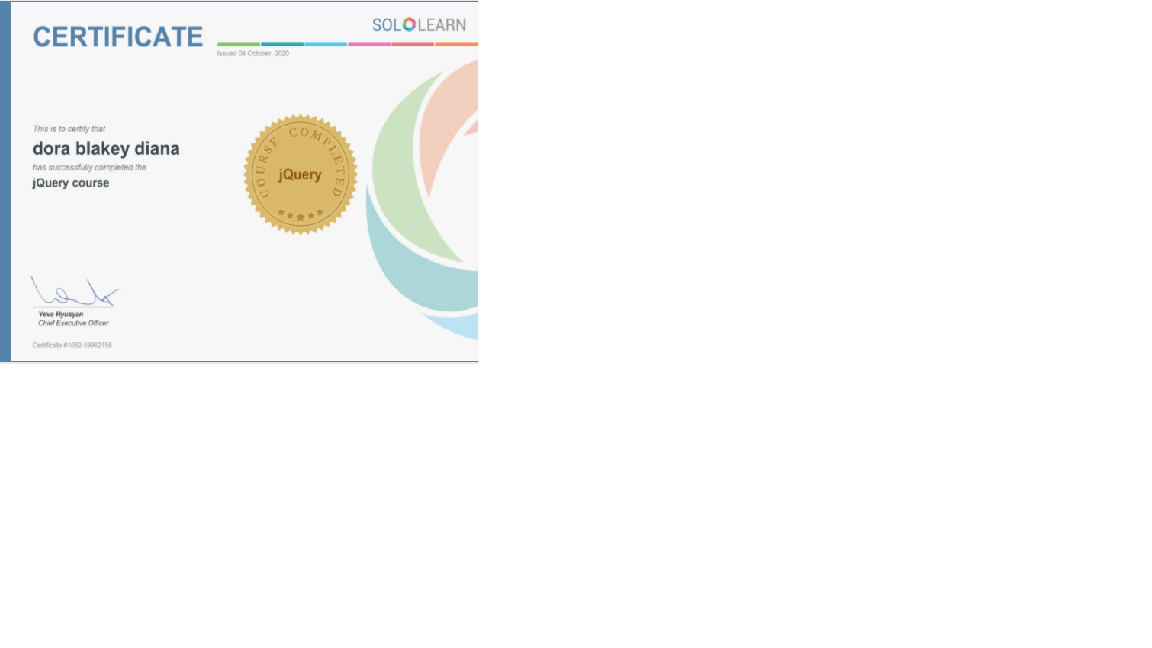 CERTIFICATE
SOLOLEARN
Issued 04 October, 2020
This is to certify that
dora blakey diana
has successfully completed the
jQuery course
COURSE COMPLETED
jQuery
Yeva Hyusyan
Chief Executive Officer
Certificate #1082-19962158